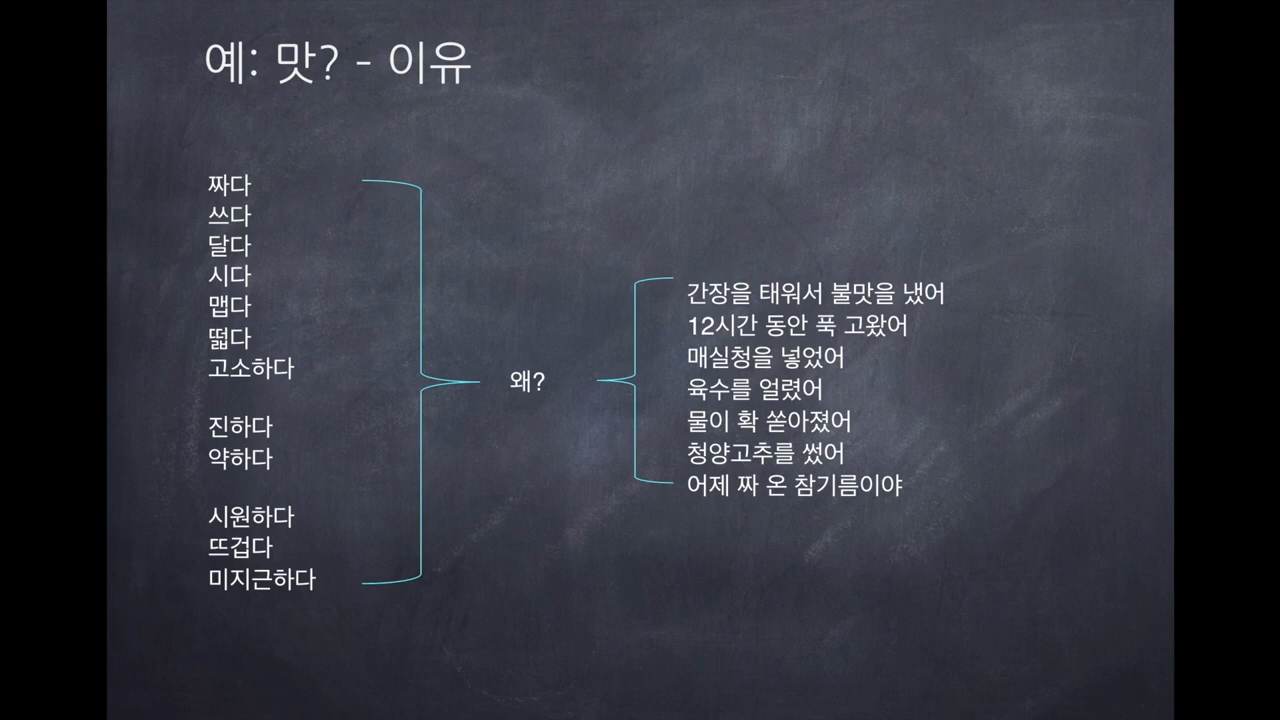 예: 맛? - 이유
짜다
쓰다
달다
시다
맵다
떫다
고소하다
진하다
약하다
시원하다
뜨겁다
미지근하다
왜?
간장을 태워서 불맛을 냈어
12시간 동안 푹 고왔어
매실청을 넣었어
육수를 얼렸어
물이 확 쏟아졌어
청양고추를 썼어
어제 짜 온 참기름이야